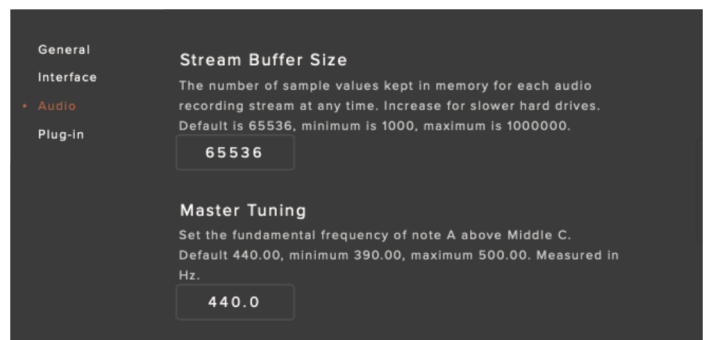 General
Interface
• Audio
Plug-in
Stream Buffer Size
The number of sample values kept in memory for each audio
recording stream at any time. Increase for slower hard drives.
Default is 65536, minimum is 1000, maximum is 1000000.
65536
Master Tuning
Set the fundamental frequency of note A above Middle C.
Default 440.00, minimum 390.00, maximum 500.00. Measured in
Hz.
440.0